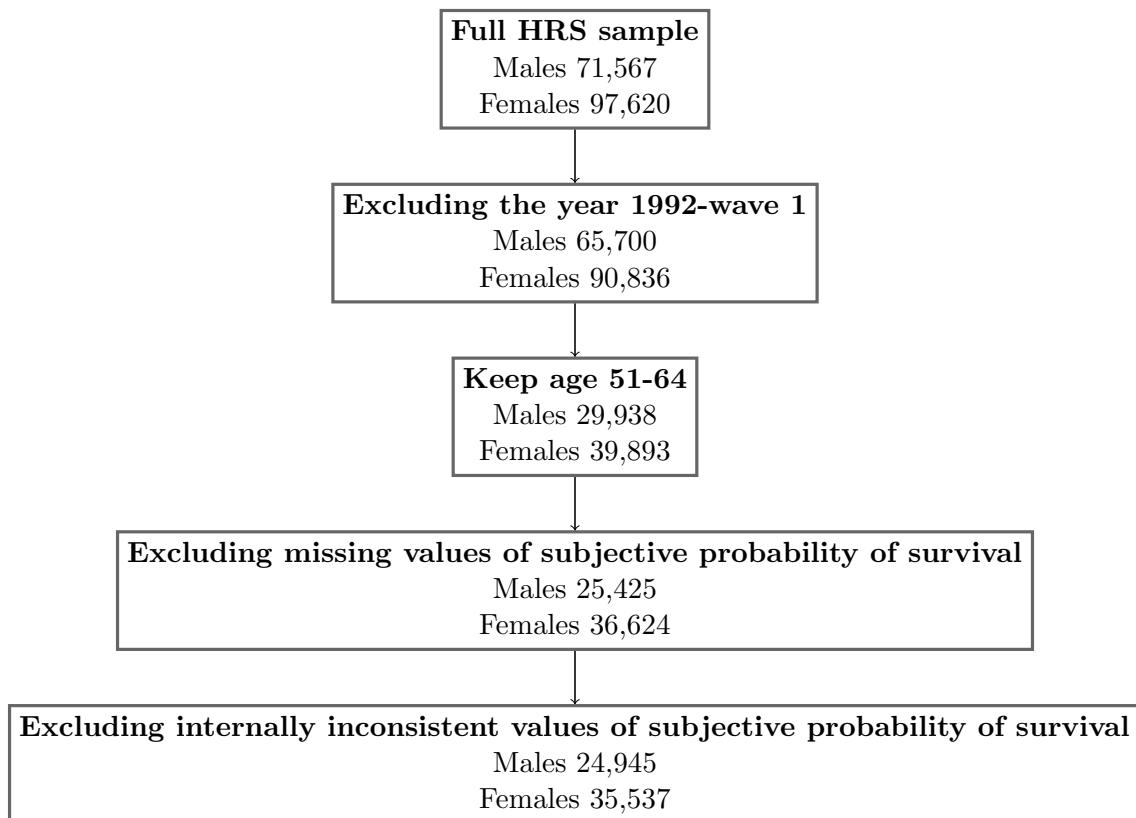 Full HRS sample
Males 71,567
Females 97,620
Excluding the year 1992-wave 1
Males 65,700
Females 90,836
Keep age 51-64
Males 29,938
Females 39,893
Excluding missing values of subjective probability of survival
Males 25,425
Females 36,624
Excluding internally inconsistent values of subjective probability of survival
Males 24,945
Females 35,537